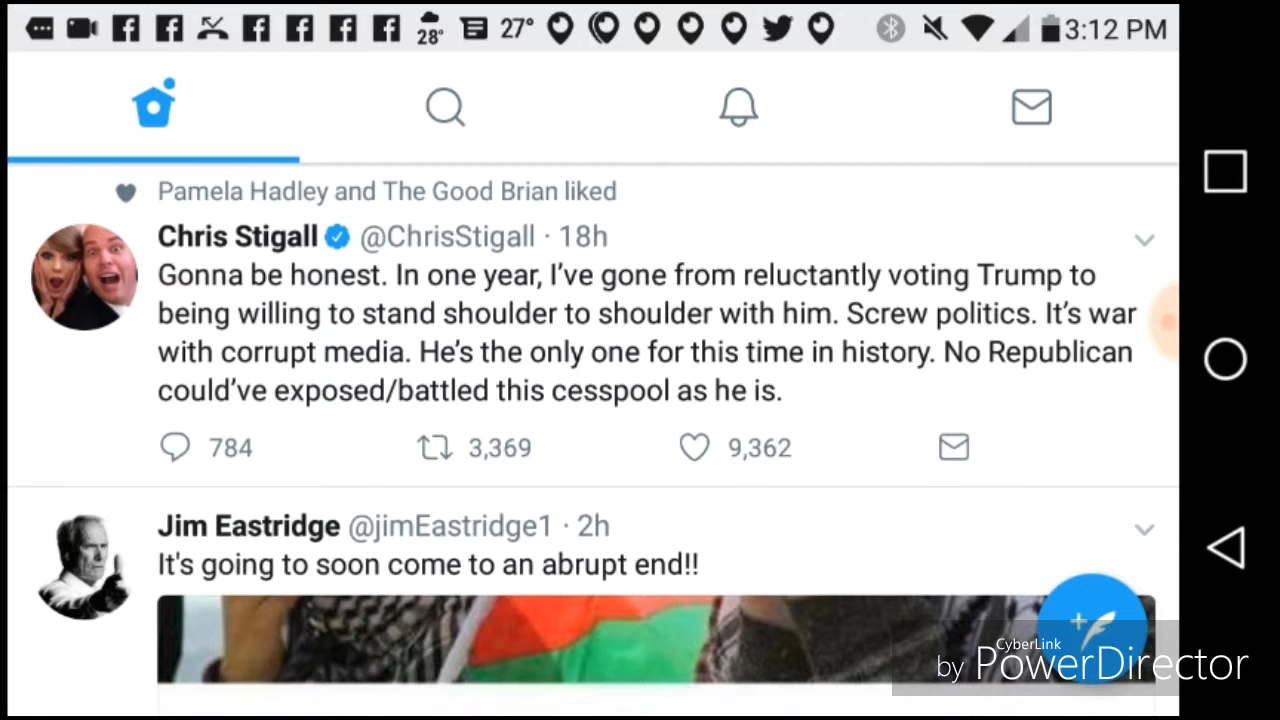 28° 27° 3:12 PM
Pamela Hadley and The Good Brian liked
Chris Stigall @ChrisStigall · 18h
Gonna be honest. In one year, I’ve gone from reluctantly voting Trump to
being willing to stand shoulder to shoulder with him. Screw politics. It’s war
with corrupt media. He’s the only one for this time in history. No Republican
could’ve exposed/battled this cesspool as he is.
784 3,369 9,362
Jim Eastridge @jimEastridge1 · 2h
It's going to soon come to an abrupt end!!
CyberLink
by PowerDirector